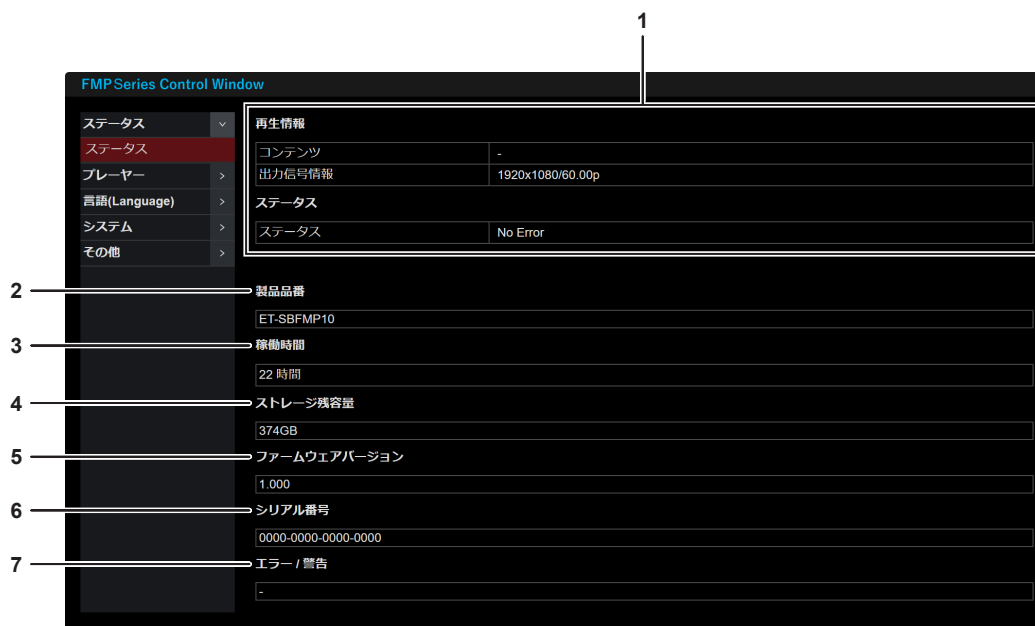 1
FMPSeries Control Window
ステータス
ステータス
プレーヤー
言語(Language)
システム
その他
再生情報
コンテンツ -
出力信号情報 1920x1080/60.00p
ステータス
ステータス No Error
2 製品品番
ET-SBFMP10
3 稼働時間
22 時間
4 ストレージ残容量
374GB
5 ファームウェアバージョン
1.000
6 シリアル番号
0000-0000-0000-0000
7 エラー / 警告
-